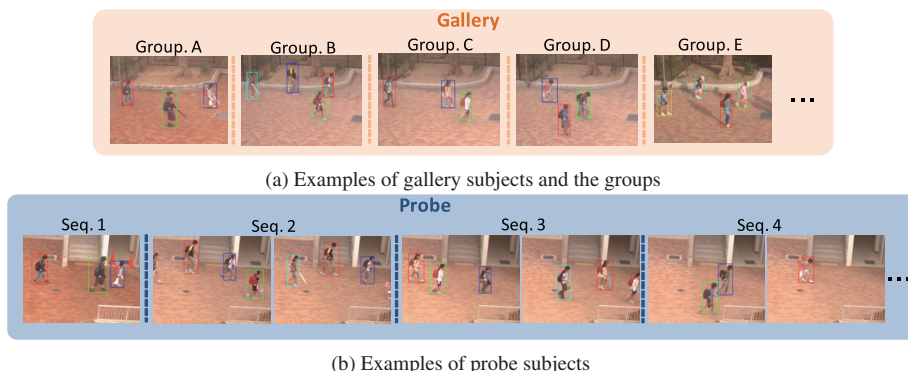 Gallery
Group. A Group. B Group. C Group. D Group. E
...
(a) Examples of gallery subjects and the groups
Probe
Seq. 1 Seq. 2 Seq. 3 Seq. 4
...
(b) Examples of probe subjects